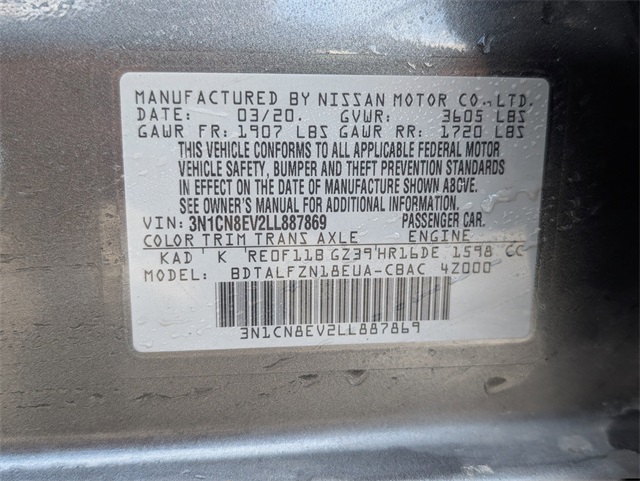 MANUFACTURED BY NISSAN MOTOR CO., LTD.
DATE: 03/20. GVWR: 3605 LBS
GAWR FR: 1907 LBS GAWR RR: 1720 LBS
THIS VEHICLE CONFORMS TO ALL APPLICABLE FEDERAL MOTOR
VEHICLE SAFETY, BUMPER AND THEFT PREVENTION STANDARDS
IN EFFECT ON THE DATE OF MANUFACTURE SHOWN ABOVE.
SEE OWNER'S MANUAL FOR ADDITIONAL INFORMATION.
VIN: 3N1CN8EV2LL887869 PASSENGER CAR.
COLOR TRIM TRANS AXLE ENGINE
KAD K RE0F11B GZ39 HR16DE 1598 CC
MODEL: BDTALFZN18EUA-CBAC 4Z000
3N1CN8EV2LL887869